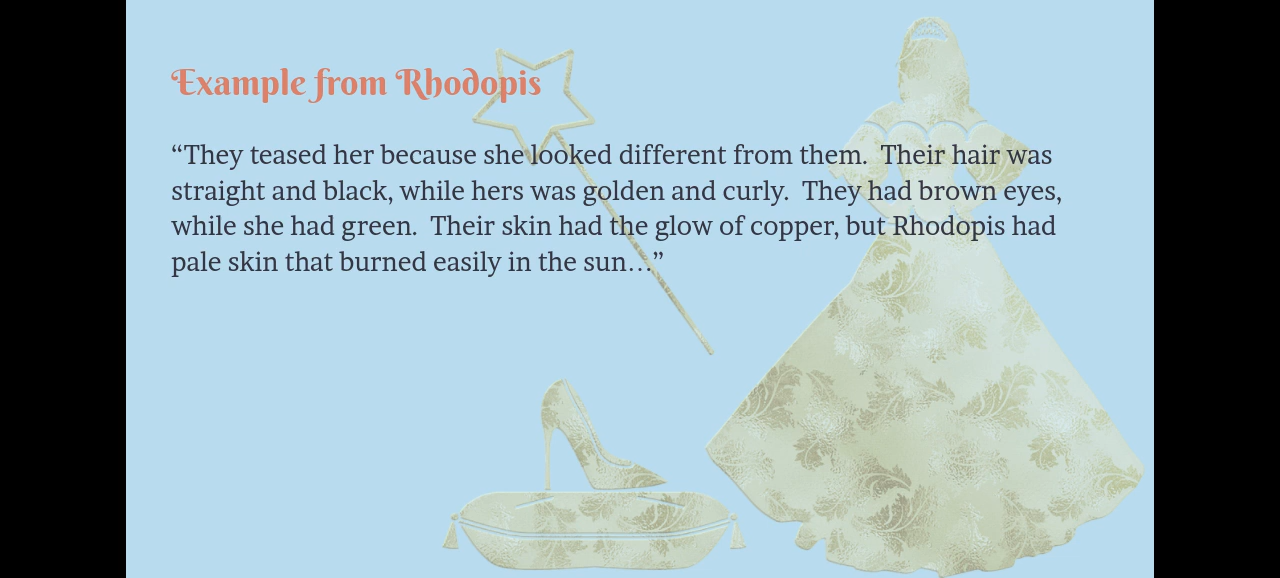 Example from Rhodopis
“They teased her because she looked different from them.  Their hair was
straight and black, while hers was golden and curly.  They had brown eyes,
while she had green.  Their skin had the glow of copper, but Rhodopis had
pale skin that burned easily in the sun…”